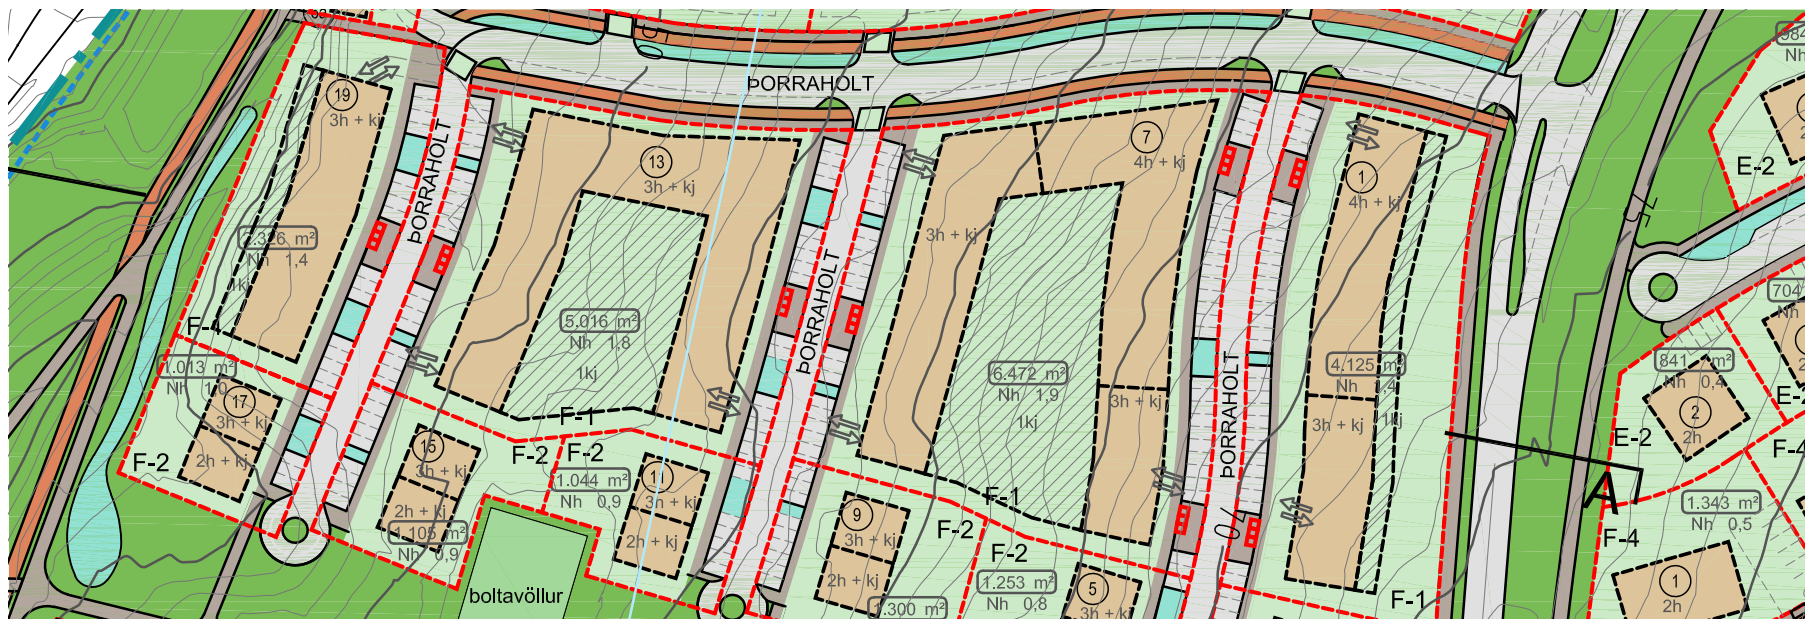 ÞORRAHOLT
19
3h + kj
2.326 m²
Nh 1,4
1kj
F-1
ÞORRAHOLT
13
3h + kj
5.016 m²
Nh 1,8
1kj
F-1
ÞORRAHOLT
7
4h + kj
3h + kj
6.472 m²
Nh 1,9
1kj
3h + kj
F-1
ÞORRAHOLT
1
4h + kj
4.125 m²
Nh 1,4
1kj
3h + kj
F-1
1.013 m²
Nh 1,0
17
3h + kj
2h + kj
F-2
15
3h + kj
2h + kj
1.105 m²
Nh 0,9
F-2
F-2
1.044 m²
Nh 0,9
3h + kj
2h + kj
boltavöllur
9
3h + kj
2h + kj
1.300 m²
F-2
F-2
1.253 m²
Nh 0,8
5
3h + kj
70
75
A
E-2
841 m²
Nh 0,4
2
2h
E-2
F-4
1.343 m²
Nh 0,5
F-4
1
2h
704